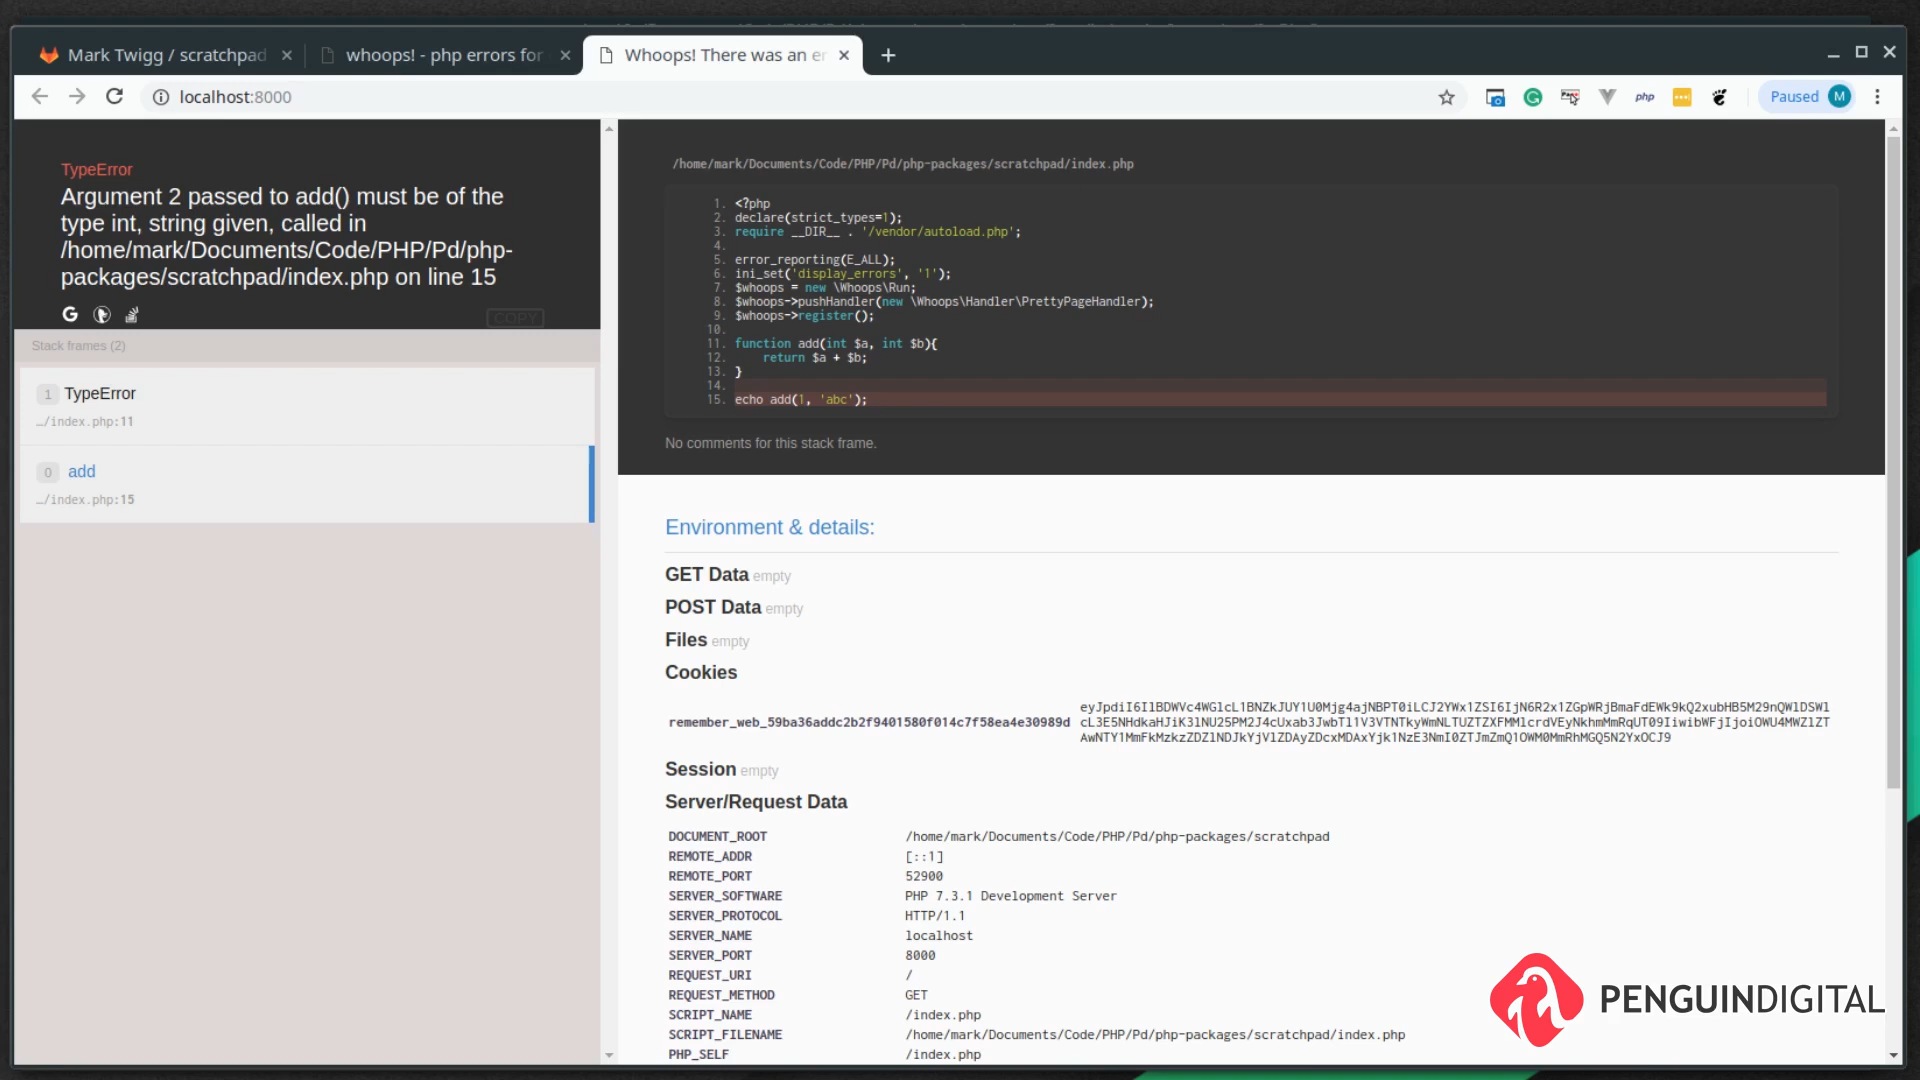 Mark Twigg / scratchpad
whoops! - php errors for
Whoops! There was an er
localhost:8000
php
Paused
M
TypeError
Argument 2 passed to add() must be of the
type int, string given, called in
/home/mark/Documents/Code/PHP/Pd/php-
packages/scratchpad/index.php on line 15
COPY
Stack frames (2)
1 TypeError
…/index.php:11
0 add
…/index.php:15
/home/mark/Documents/Code/PHP/Pd/php-packages/scratchpad/index.php
1. <?php
2. declare(strict_types=1);
3. require __DIR__ . '/vendor/autoload.php';
4.
5. error_reporting(E_ALL);
6. ini_set('display_errors', '1');
7. $whoops = new \Whoops\Run;
8. $whoops->pushHandler(new \Whoops\Handler\PrettyPageHandler);
9. $whoops->register();
10.
11. function add(int $a, int $b){
12. return $a + $b;
13. }
14.
15. echo add(1, 'abc');
No comments for this stack frame.
Environment & details:
GET Data empty
POST Data empty
Files empty
Cookies
remember_web_59ba36addc2b2f9401580f014c7f58ea4e30989d
Session empty
Server/Request Data
DOCUMENT_ROOT /home/mark/Documents/Code/PHP/Pd/php-packages/scratchpad
REMOTE_ADDR [::1]
REMOTE_PORT 52900
SERVER_SOFTWARE PHP 7.3.1 Development Server
SERVER_PROTOCOL HTTP/1.1
SERVER_NAME localhost
SERVER_PORT 8000
REQUEST_URI /
REQUEST_METHOD GET
SCRIPT_NAME /index.php
SCRIPT_FILENAME /home/mark/Documents/Code/PHP/Pd/php-packages/scratchpad/index.php
PHP_SELF /index.php
PENGUINDIGITAL